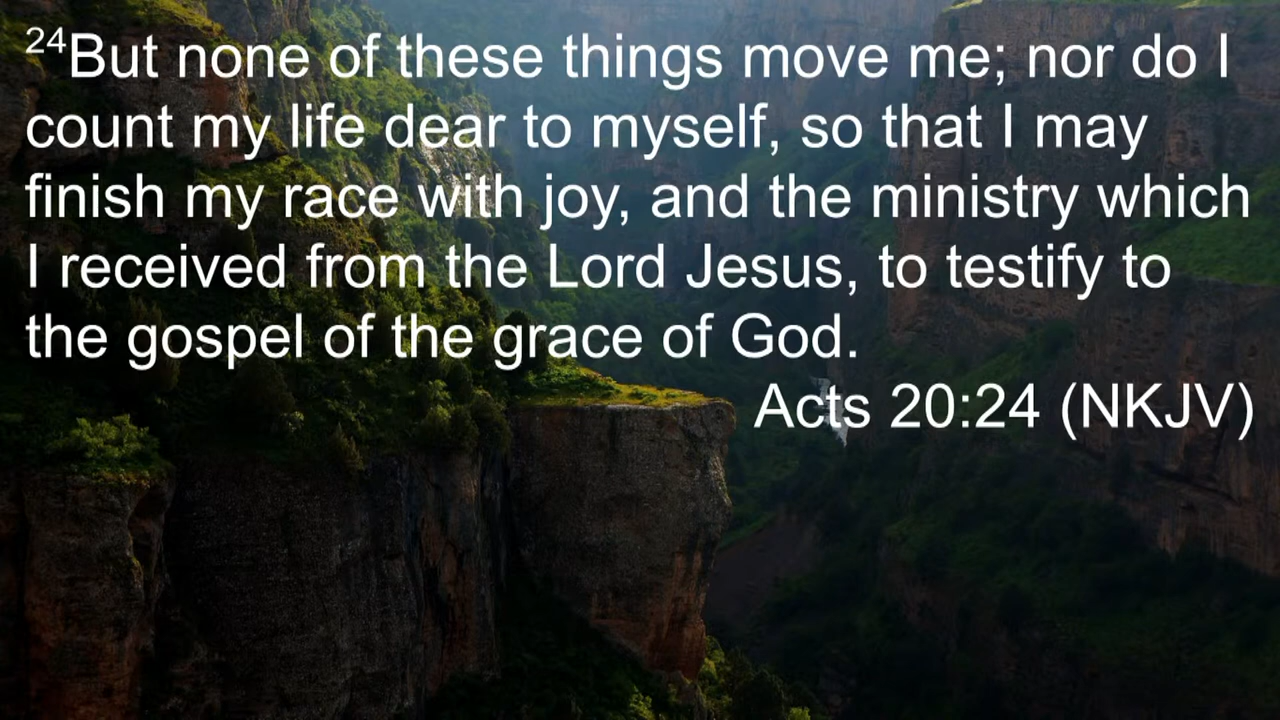 24But none of these things move me; nor do I
count my life dear to myself, so that I may
finish my race with joy, and the ministry which
I received from the Lord Jesus, to testify to
the gospel of the grace of God.
Acts 20:24 (NKJV)